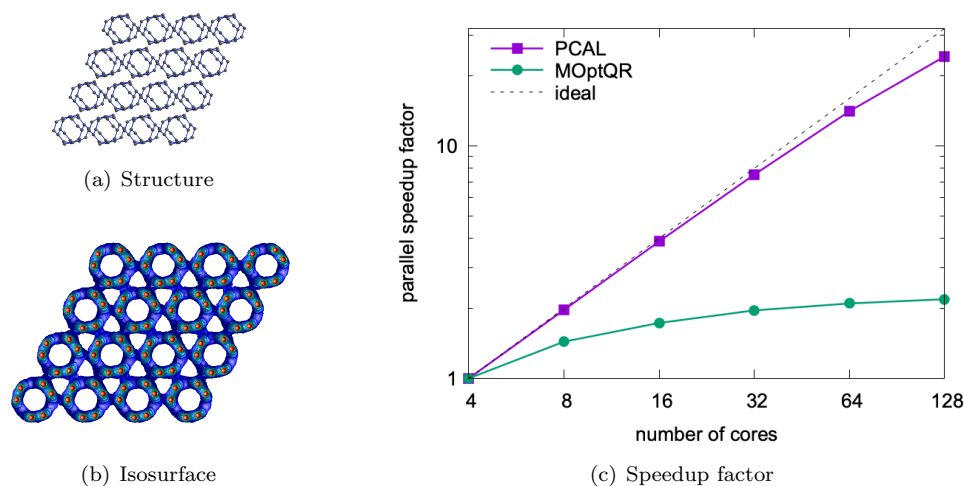 (a) Structure
(b) Isosurface
PCAL
MOptQR
ideal
parallel speedup factor
10
1
4 8 16 32 64 128
number of cores
(c) Speedup factor